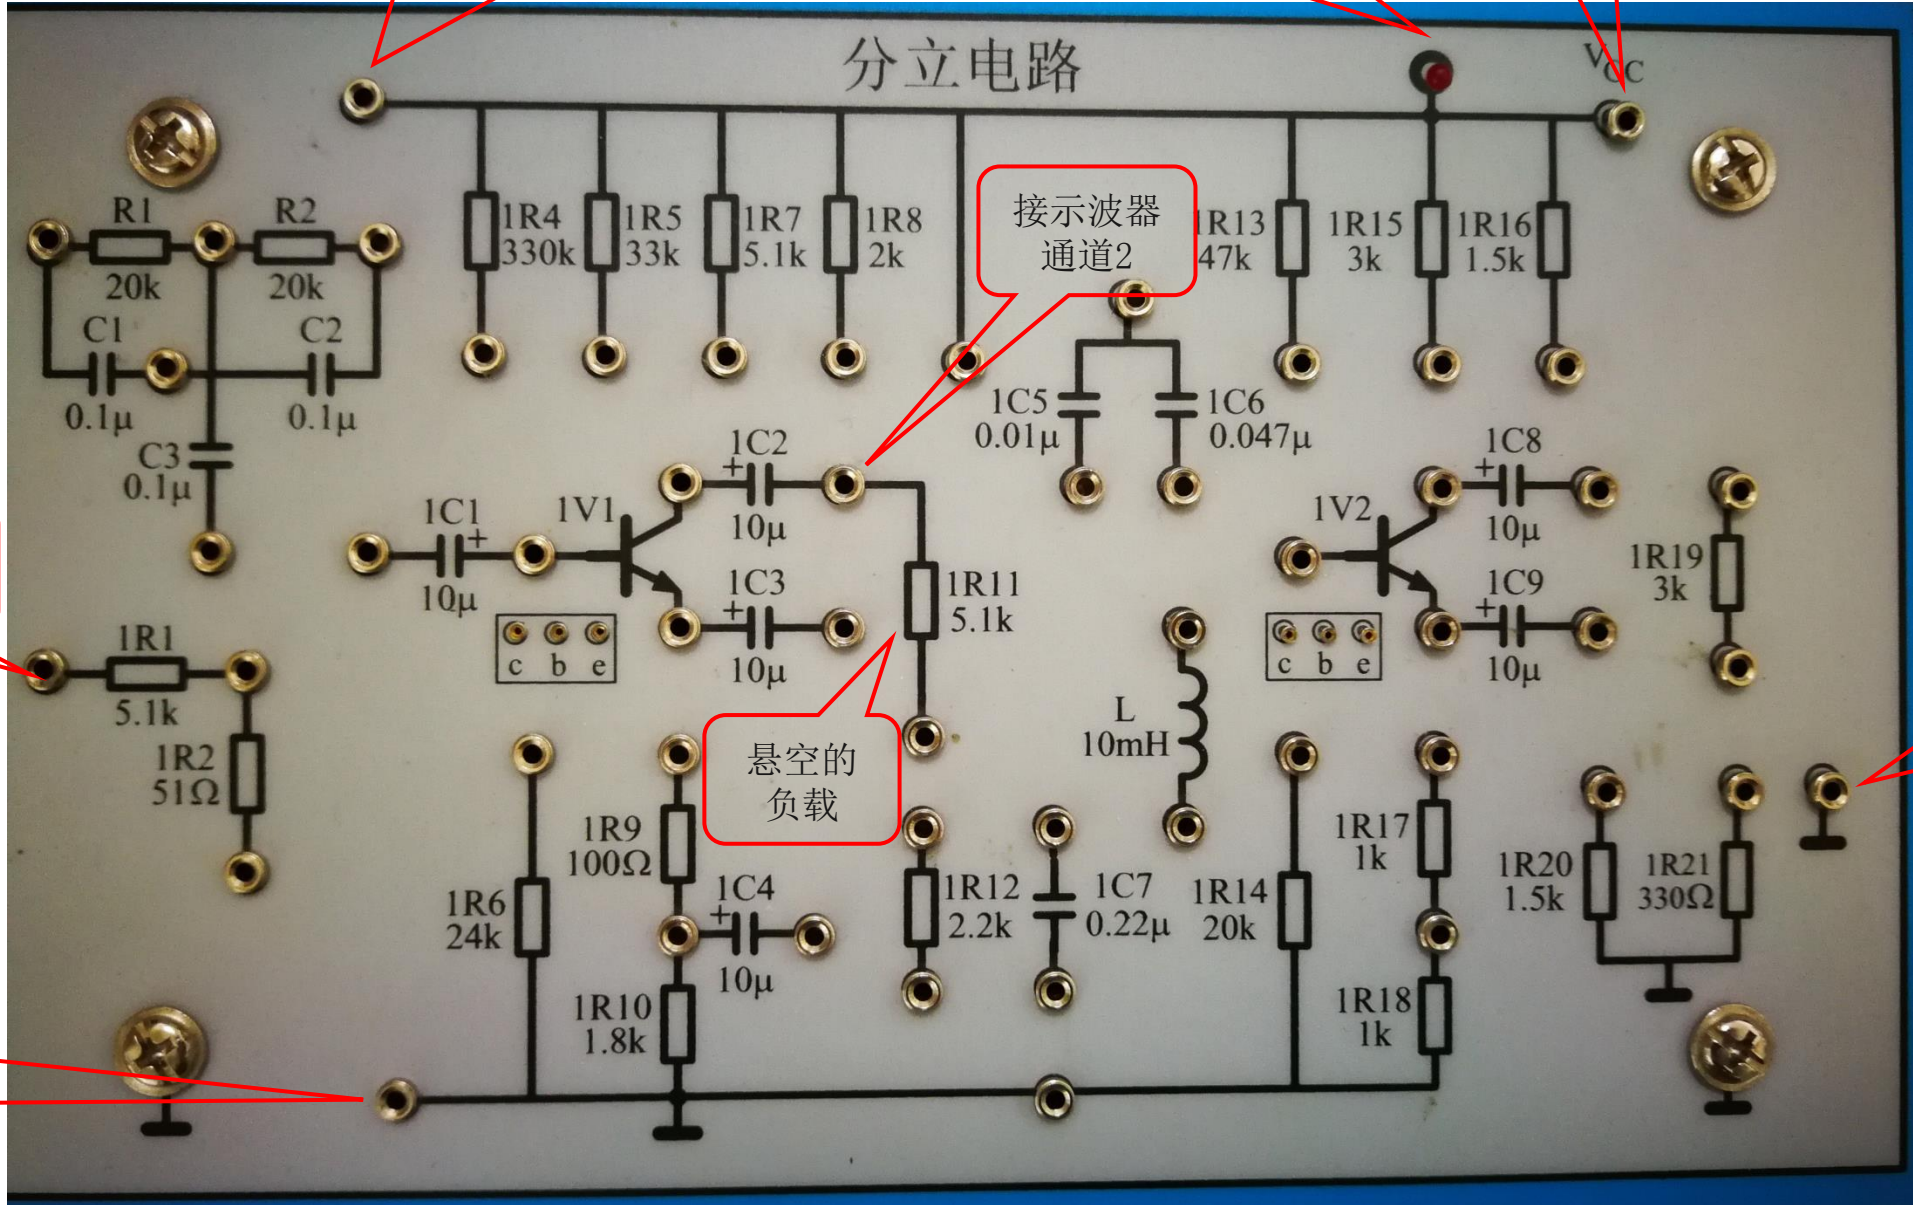 分立电路
VCC
R1
20k
R2
20k
C1
0.1μ
C2
0.1μ
C3
0.1μ
1R4
330k
1R5
33k
1R7
5.1k
1R8
2k
接示波器
通道2
1R13
47k
1R15
3k
1R16
1.5k
1C5
0.01μ
1C6
0.047μ
1C1
+
10μ
1V1
1C2
+
10μ
1C3
+
10μ
c b e
1R11
5.1k
1V2
1C8
+
10μ
1C9
+
10μ
c b e
1R19
3k
1R1
5.1k
1R2
51Ω
悬空的
负载
L
10mH
1R6
24k
1R9
100Ω
1C4
+
10μ
1R10
1.8k
1R12
2.2k
1C7
0.22μ
1R14
20k
1R17
1k
1R18
1k
1R20
1.5k
1R21
330Ω